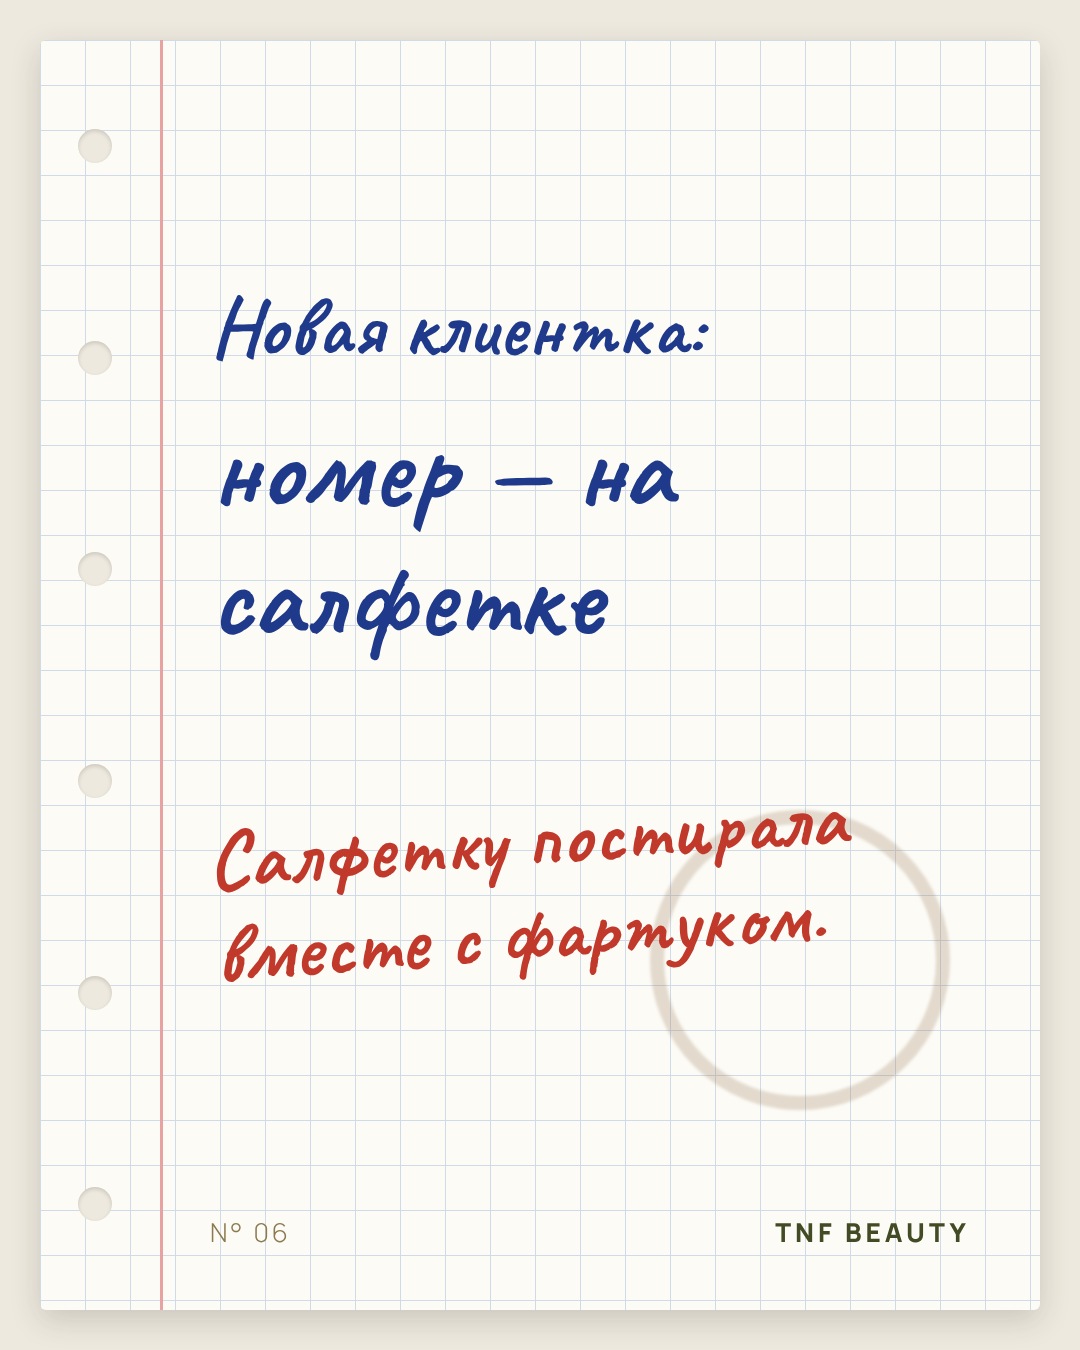 Новая клиентка:
номер — на
салфетке
Салфетку постирала
вместе с фартуком.
N° 06
TNF BEAUTY